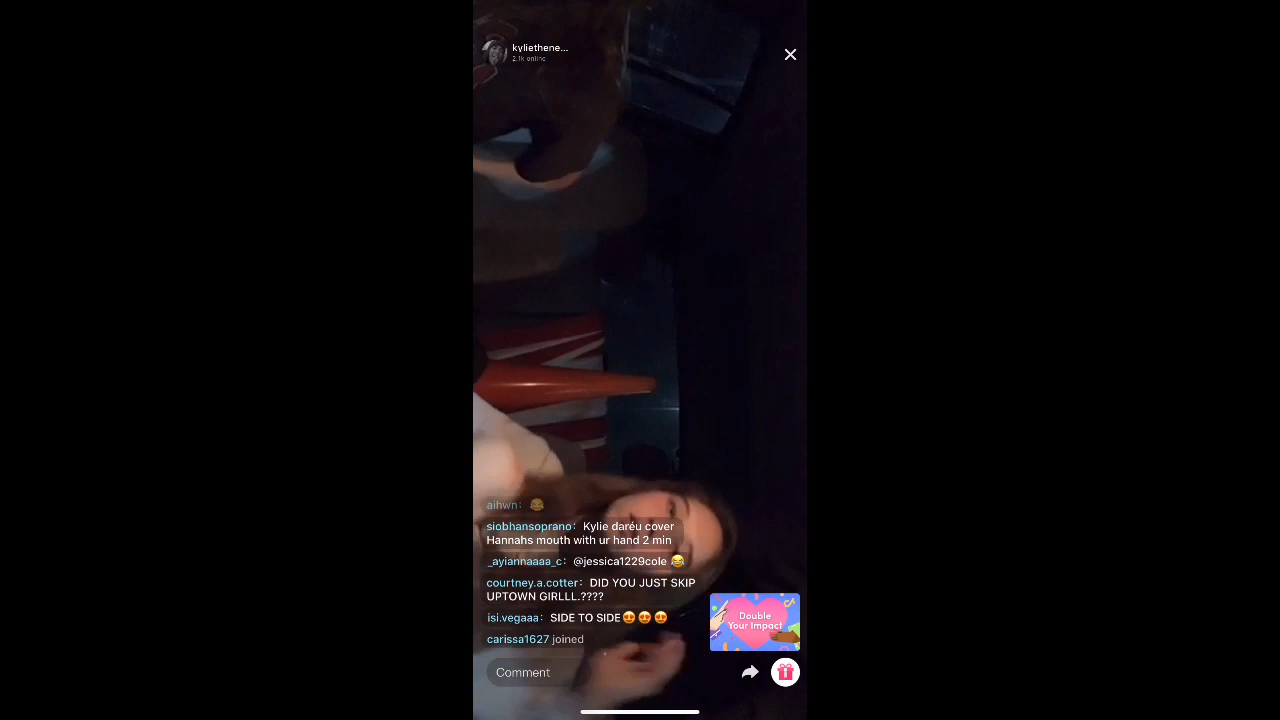 kyliethene...
2.1k online
aihwn: 😂
siobhansoprano: Kylie daréu cover
Hannahs mouth with ur hand 2 min
_ayiannaaaa_c: @jessica1229cole 😂
courtney.a.cotter: DID YOU JUST SKIP
UPTOWN GIRLLL.????
isi.vegaaa: SIDE TO SIDE😍😍😍
carissa1627 joined
Double
Your Impact
Comment